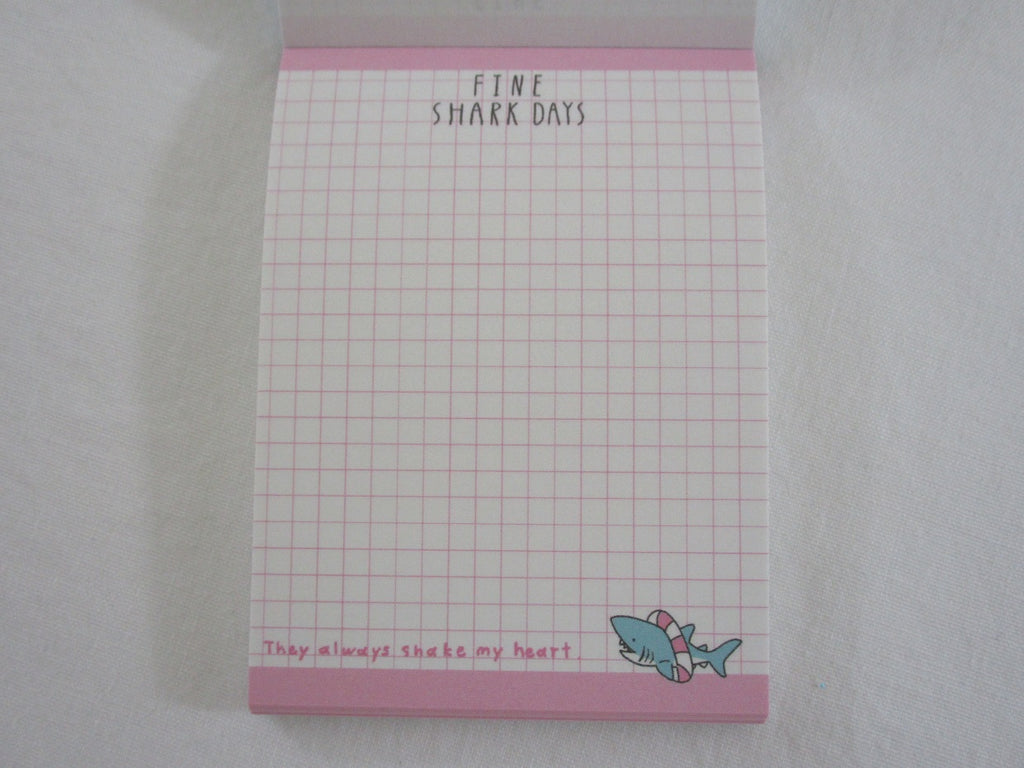 FINE
SHARK DAYS
They always shake my heart.